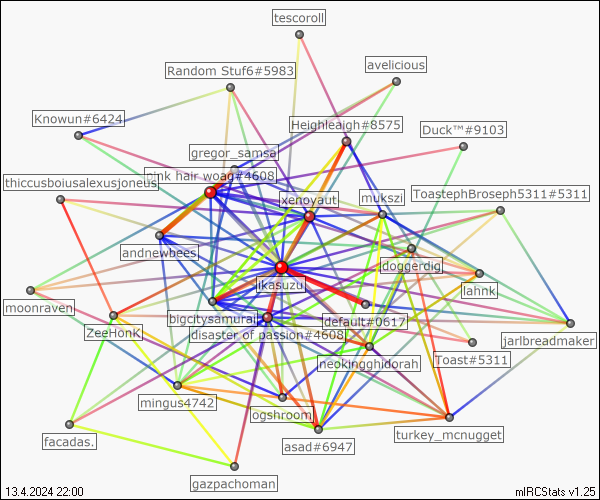 tescoroll
avelicious
Random Stuf6#5983
Knowun#6424
Heighleaigh#8575
Duck™#9103
gregor_samsa
pink hair woag#4608
thiccusboiusalexusjoneus
xenoyaut
mukszi
ToastephBroseph5311#5311
andnewbees
ldoggerdig
ikasuzu
lahnk
moonraven
bigcitysamurai
default#0617
ZeeHonk
disaster of passion#4608
jarlbreadmaker
neokingghidorah
Toast#5311
mingus4742
ogshroom
turkey_mcnugget
facadas.
asad#6947
gazpachoman
13.4.2024 22:00
mIRCStats v1.25